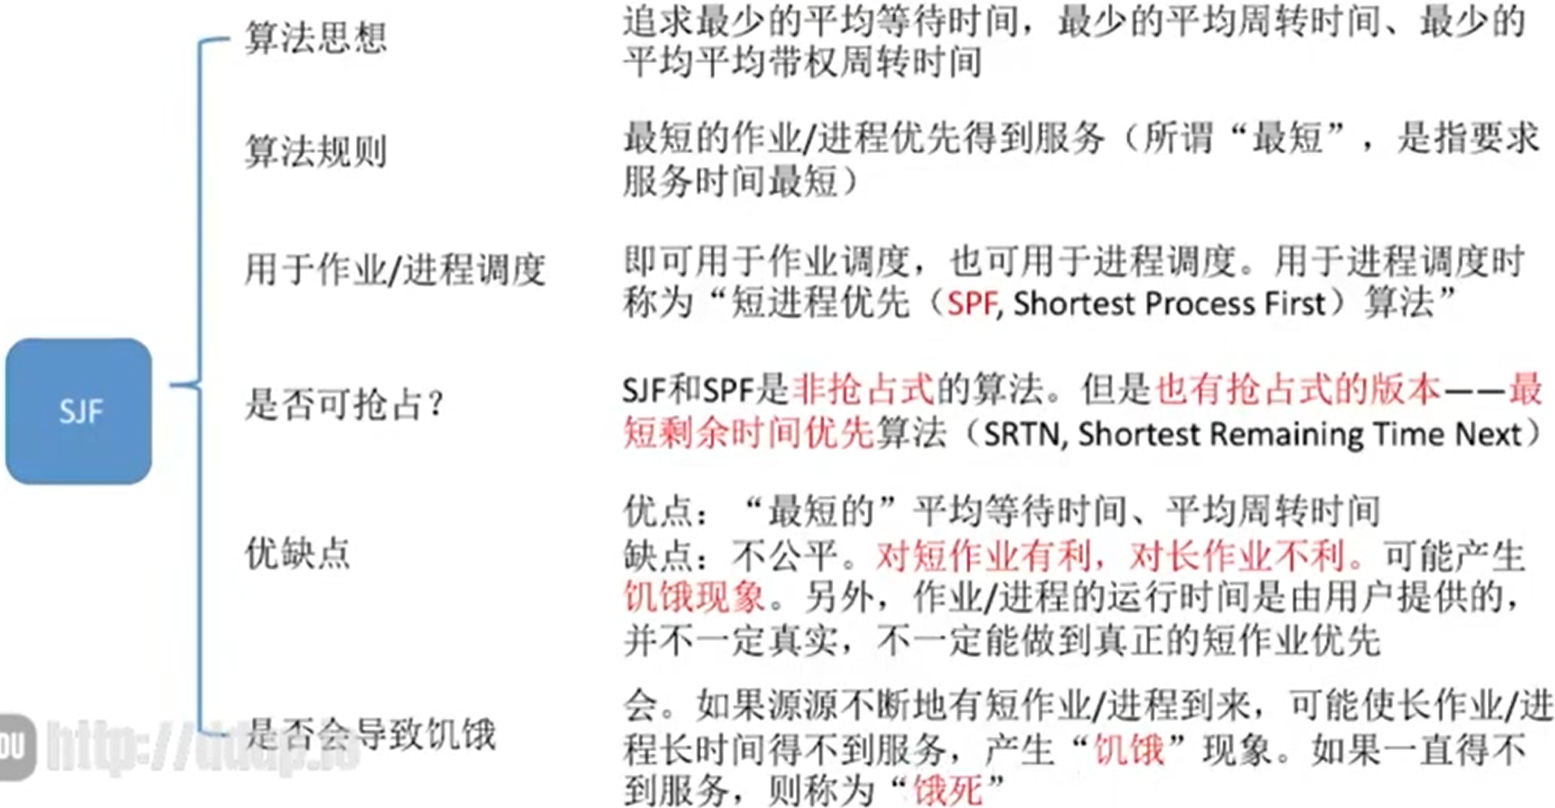 算法思想
追求最少的平均等待时间，最少的平均周转时间、最少的
平均平均带权周转时间
算法规则
最短的作业/进程优先得到服务（所谓“最短”，是指要求
服务时间最短）
用于作业/进程调度
即可用于作业调度，也可用于进程调度。用于进程调度时
称为“短进程优先（SPF, Shortest Process First）算法”
SJF
是否可抢占？
SJF和SPF是非抢占式的算法。但是也有抢占式的版本——最
短剩余时间优先算法（SRTN, Shortest Remaining Time Next）
优缺点
优点：“最短的”平均等待时间、平均周转时间
缺点：不公平。对短作业有利，对长作业不利。可能产生
饥饿现象。另外，作业/进程的运行时间是由用户提供的，
并不一定真实，不一定能做到真正的短作业优先
是否会导致饥饿
会。如果源源不断地有短作业/进程到来，可能使长作业/进
程长时间得不到服务，产生“饥饿”现象。如果一直得不
到服务，则称为“饿死”